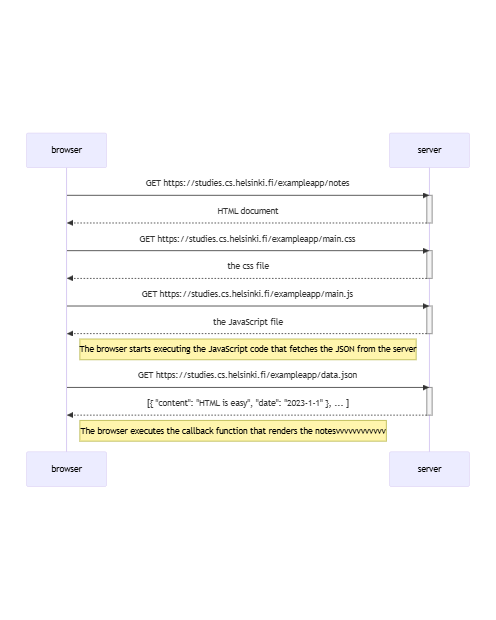 browser server
GET https://studies.cs.helsinki.fi/exampleapp/notes
HTML document
GET https://studies.cs.helsinki.fi/exampleapp/main.css
the css file
GET https://studies.cs.helsinki.fi/exampleapp/main.js
the JavaScript file
The browser starts executing the JavaScript code that fetches the JSON from the server
GET https://studies.cs.helsinki.fi/exampleapp/data.json
[{ "content": "HTML is easy", "date": "2023-1-1" }, ... ]
The browser executes the callback function that renders the notesvvvvvvvvvvv
browser server